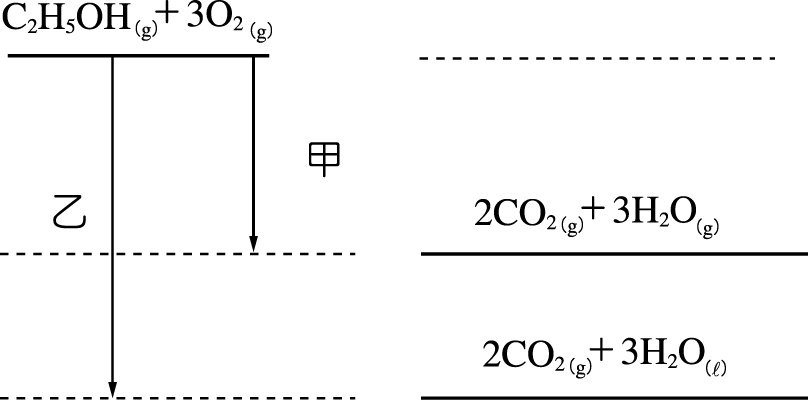 C₂H₅OH(g)+ 3O₂(g)
甲
乙
2CO₂(g)+ 3H₂O(g)
2CO₂(g)+ 3H₂O(ℓ)